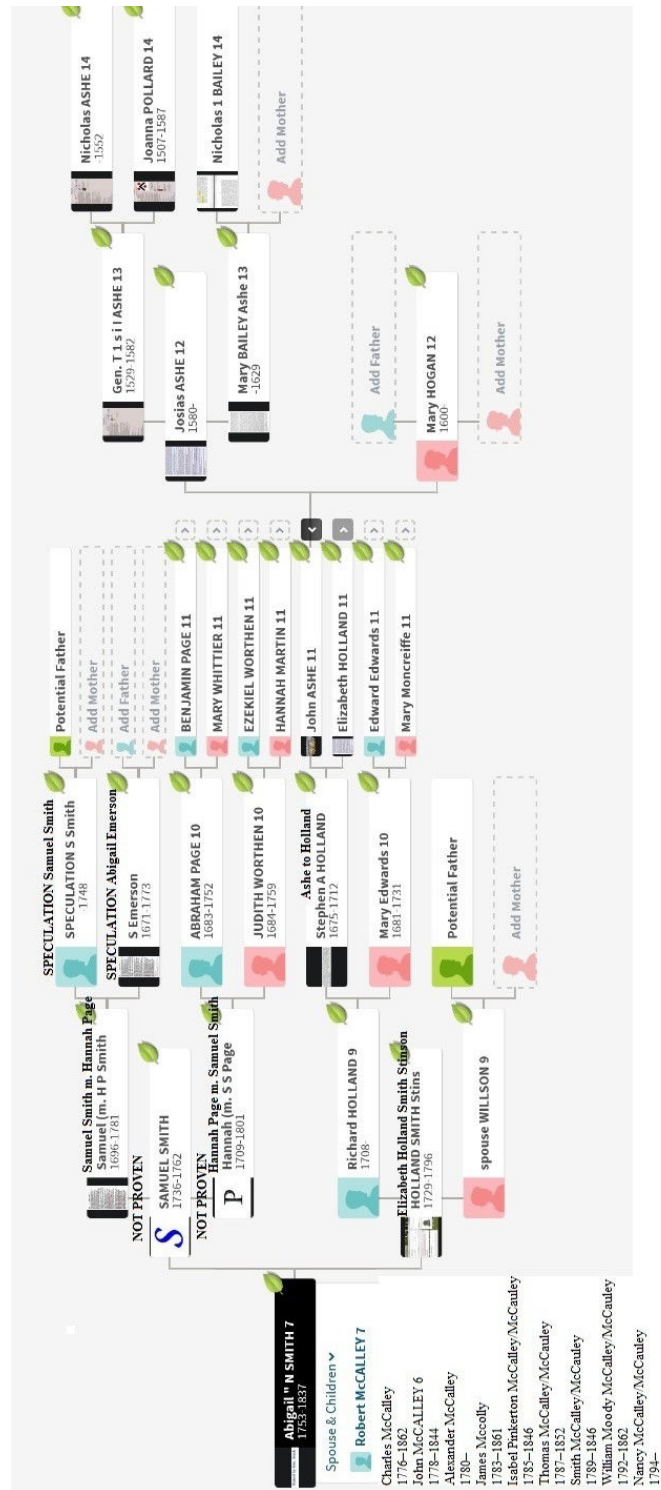 Nicholas ASHE 14
-1552
Joanna POLLARD 14
1507-1587
Nicholas 1 BAILEY 14
Add Mother
Gen. T 1 s i l ASHE 13
1529-1582
Josias ASHE 12
1580-
Mary BAILEY Ashe 13
-1629
Add Father
Mary HOGAN 12
1600-
Add Mother
Potential Father
Add Mother
Add Father
Add Mother
BENJAMIN PAGE 11
MARY WHITTIER 11
EZEKIEL WORTHEN 11
HANNAH MARTIN 11
John ASHE 11
Elizabeth HOLLAND 11
Edward Edwards 11
Mary Moncreiffe 11
SPECULATION Samuel Smith
SPECULATION S Smith
1748
SPECULATION Abigail Emerson
S Emerson
1671-1773
ABRAHAM PAGE 10
1683-1752
JUDITH WORTHEN 10
1684-1759
Ashe to Holland
Stephen A HOLLAND
1675-1712
Mary Edwards 10
1681-1731
Potential Father
Add Mother
Samuel Smith m. Hannah Page
Samuel (m. H P Smith
1696-1781
NOT PROVEN
SAMUEL SMITH
1736-1762
S
NOT PROVEN
Hannah Page m. Samuel Smith
Hannah (m. S S Page
1709-1801
P
Richard HOLLAND 9
1708-
Elizabeth Holland Smith Stinson
HOLLAND SMITH Stins
1729-1796
spouse WILLSON 9
Abigail " N SMITH 7
1753-1837
Spouse & Children
Robert McCALLEY 7
Charles McCalley
1776–1862
John McCALLEY 6
1778–1844
Alexander McCalley
1780–
James Mccolly
1783–1861
Isabel Pinkerton McCalley/McCauley
1785–1846
Thomas McCalley/McCauley
1787–1852
Smith McCalley/McCauley
1789–1846
William Moody McCalley/McCauley
1792–1862
Nancy McCalley/McCauley
1794–